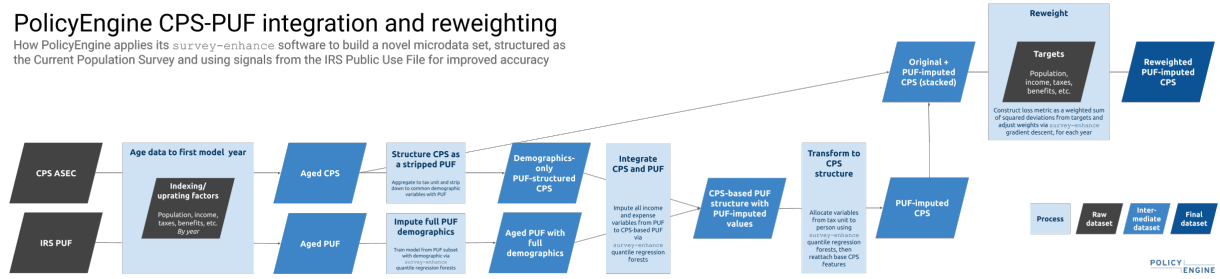 PolicyEngine CPS-PUF integration and reweighting
How PolicyEngine applies its survey-enhance software to build a novel microdata set, structured as
the Current Population Survey and using signals from the IRS Public Use File for improved accuracy
CPS ASEC
IRS PUF
Age data to first model year
Indexing/
uprating factors
Population, income,
taxes, benefits, etc.
By year
Aged CPS
Aged PUF
Structure CPS as
a stripped PUF
Aggregate to tax unit and strip
down to common demographic
variables with PUF
Impute full PUF
demographics
Train model from PUF subset
with demographic via
survey-enhance
quantile regression forests
Demographics-
only
PUF-structured
CPS
Aged PUF with
full
demographics
Integrate
CPS and PUF
Impute all income
and expense
variables from PUF
to CPS-based PUF
via
survey-enhance
quantile regression
forests
CPS-based PUF
structure with
PUF-imputed
values
Transform to
CPS
structure
Allocate variables
from tax unit to
person using
survey-enhance
quantile regression
forests, then
reattach base CPS
features
PUF-imputed
CPS
Original +
PUF-imputed
CPS (stacked)
Reweight
Targets
Population,
income, taxes,
benefits, etc.
Construct loss metric as a weighted sum
of squared deviations from targets and
adjust weights via survey-enhance
gradient descent, for each year
Reweighted
PUF-imputed
CPS
Process
Raw
dataset
Inter-
mediate
dataset
Final
dataset
POLICY
ENGINE